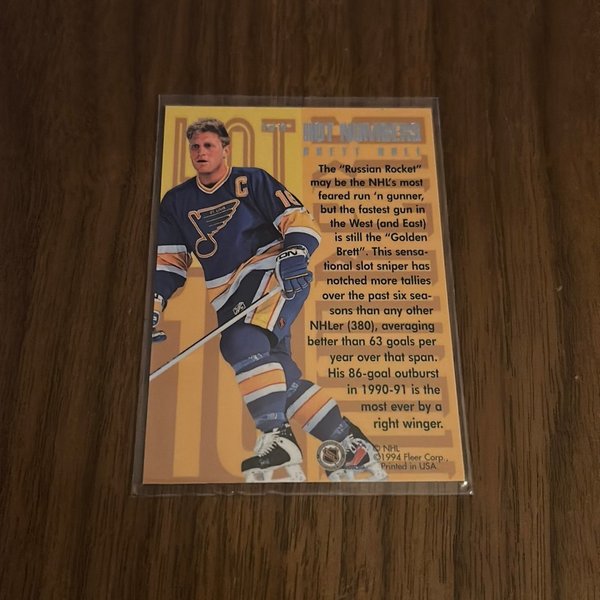 HOT NUMBERS
BRETT HULL
The "Russian Rocket"
may be the NHL's most
feared run 'n gunner,
but the fastest gun in
the West (and East)
is still the "Golden
Brett". This sensa-
tional slot sniper has
notched more tallies
over the past six sea-
sons than any other
NHLer (380), averaging
better than 63 goals per
year over that span.
His 86-goal outburst
in 1990-91 is the
most ever by a
right winger.
© NHL
©1994 Fleer Corp.,
Printed in USA
C
16
HOT